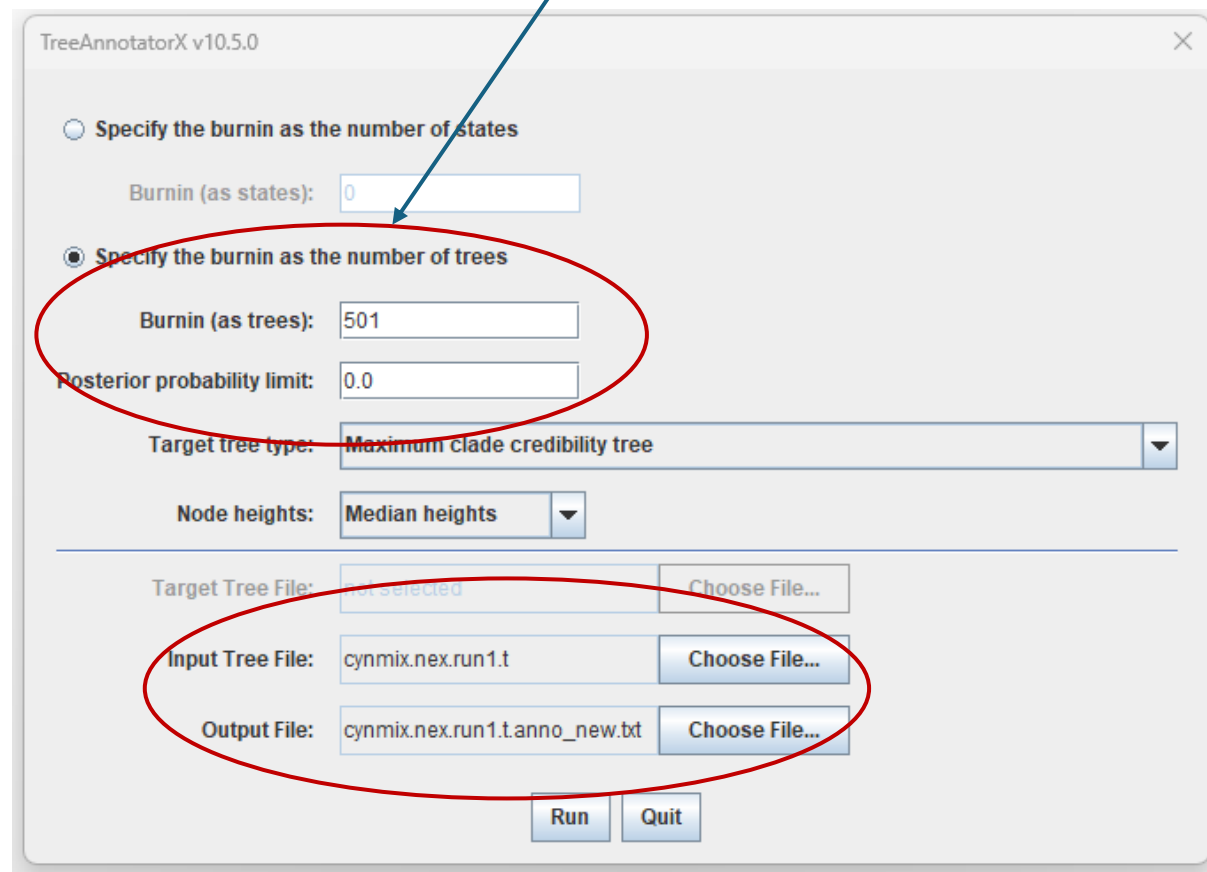 TreeAnnotatorX v10.5.0
Specify the burnin as the number of states
Burnin (as states): 0
Specify the burnin as the number of trees
Burnin (as trees): 501
Posterior probability limit: 0.0
Target tree type: Maximum clade credibility tree
Node heights: Median heights
Target Tree File: not selected Choose File...
Input Tree File: cynmix.nex.run1.t Choose File...
Output File: cynmix.nex.run1.t.anno_new.txt Choose File...
Run Quit